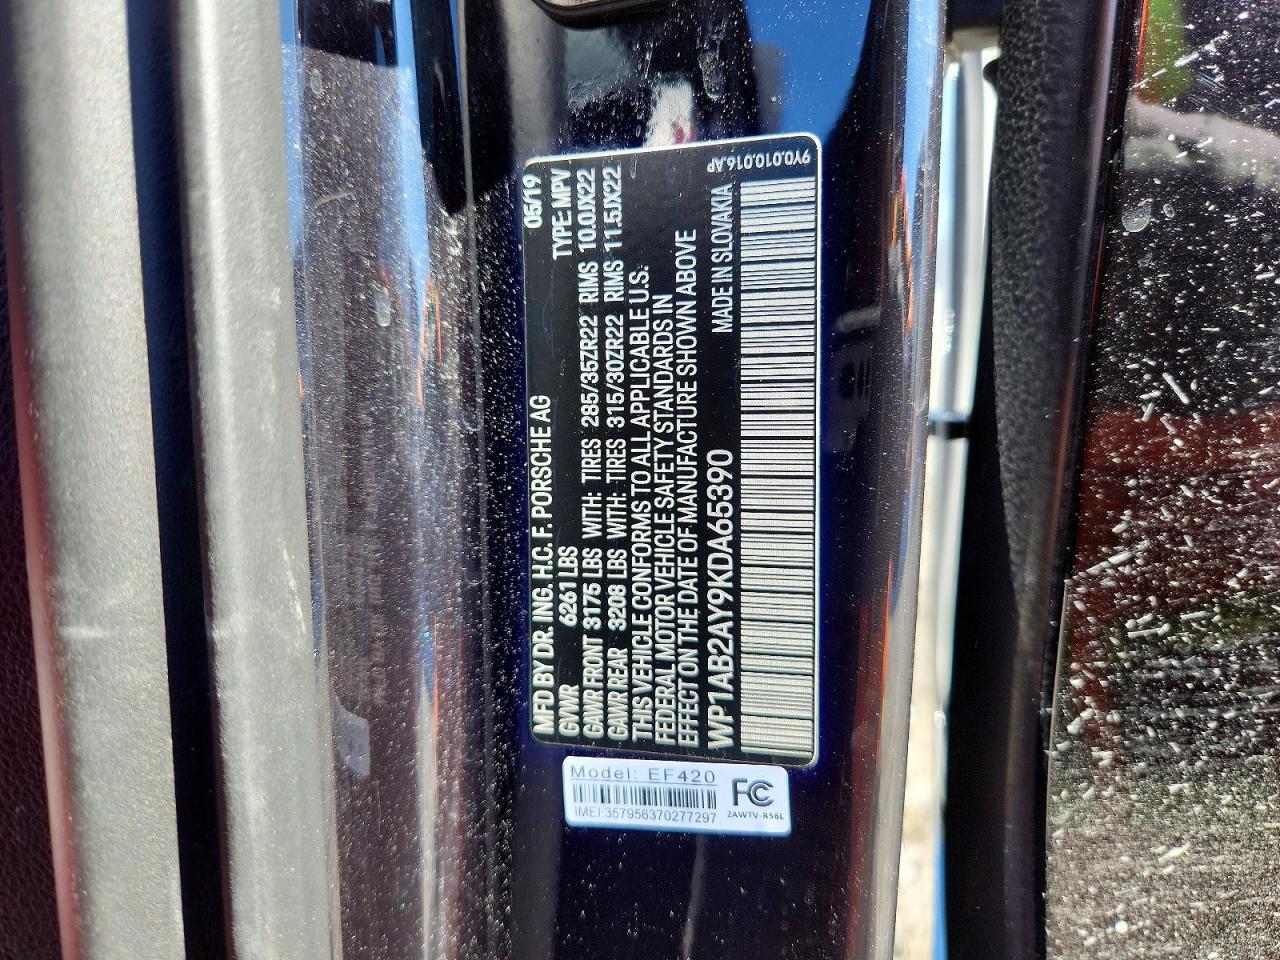 MFD BY DR. ING. H.C. F. PORSCHE AG 05/19
GVWR 6261 LBS TYPE: MPV
GAWR FRONT 3175 LBS WITH: TIRES 285/35ZR22 RIMS 10.0JX22
GAWR REAR 3208 LBS WITH: TIRES 315/30ZR22 RIMS 11.5JX22
THIS VEHICLE CONFORMS TO ALL APPLICABLE U.S.
FEDERAL MOTOR VEHICLE SAFETY STANDARDS IN
EFFECT ON THE DATE OF MANUFACTURE SHOWN ABOVE
WP1AB2AY9KDA65390 MADE IN SLOVAKIA
9Y0.010.016.AP
Model: EF420
IMEI:357956370277297
FC
2AWTV-R56L